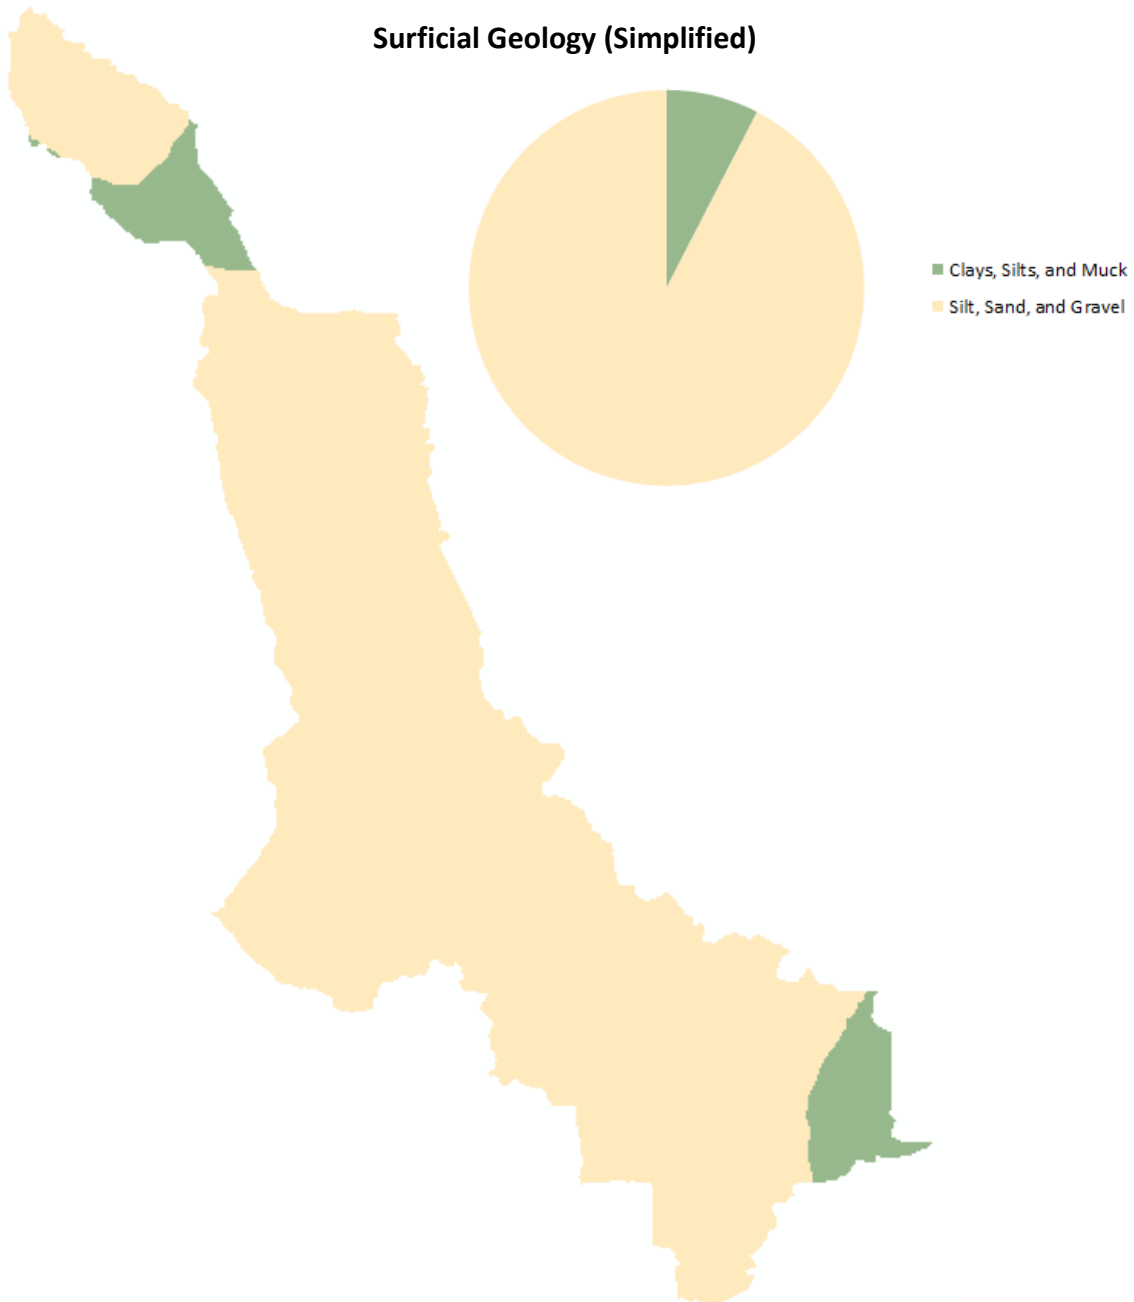 Surficial Geology (Simplified)
Clays, Silts, and Muck
Silt, Sand, and Gravel